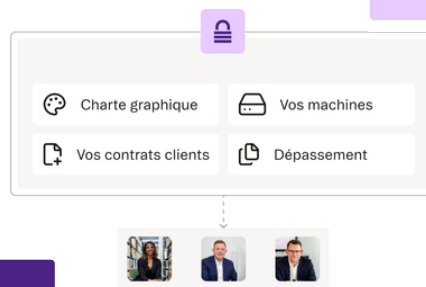 Charte graphique
Vos machines
Vos contrats clients
Dépassement